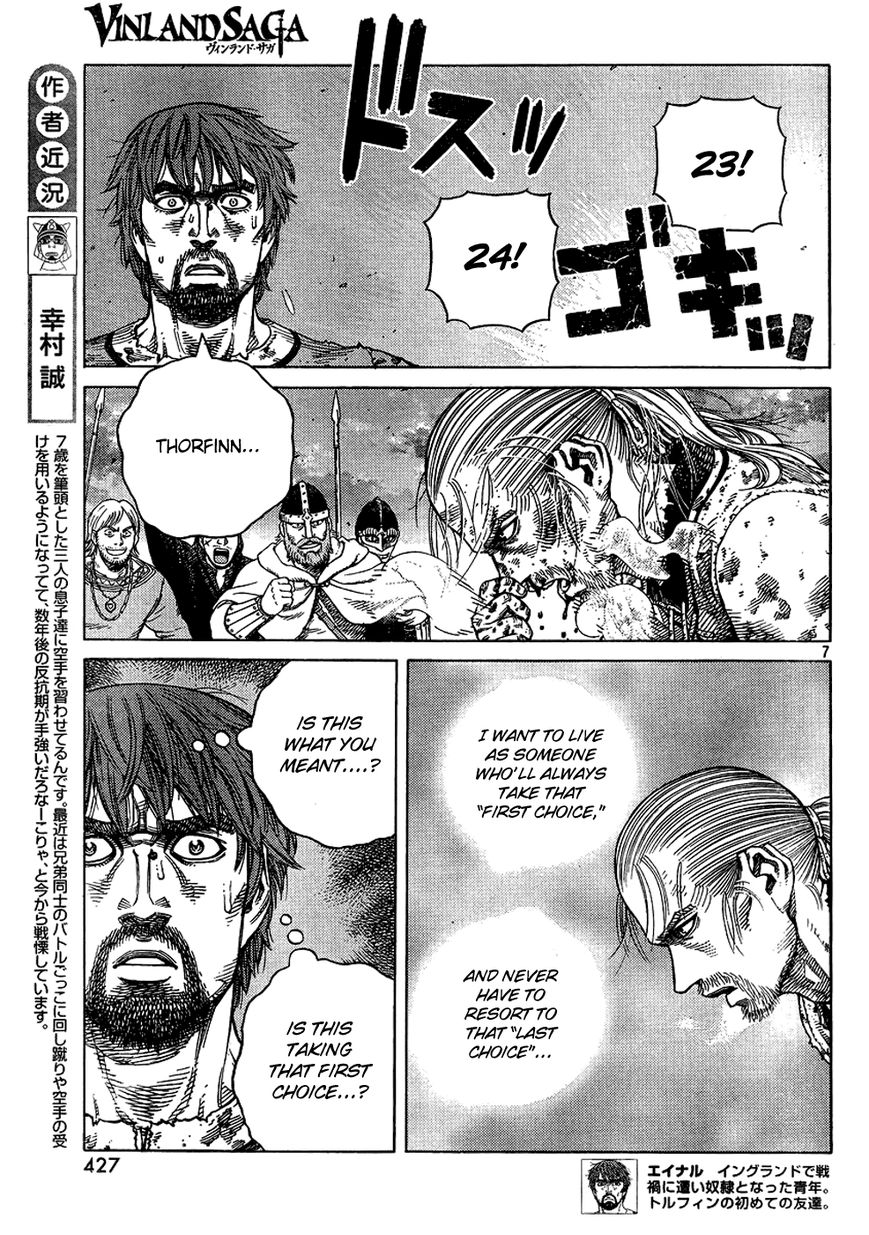 VINLAND SAGA
ヴィンランド・サガ
作者近況
幸村誠
7歳を筆頭とした三人の息子達に空手を習わせてるんです。最近は兄弟同士のバトルごっこに回し蹴りや空手の受
けを用いるようになってて、数年後の反抗期が手強いだろなーこりゃ、と今から戦慄しています。
23!
ゴキッ
24!
ドスッ
THORFINN...
7
I WANT TO LIVE
AS SOMEONE
WHO'LL ALWAYS
TAKE THAT
"FIRST CHOICE,"
AND NEVER
HAVE TO
RESORT TO
THAT "LAST
CHOICE"...
IS THIS
WHAT YOU
MEANT....?
IS THIS
TAKING
THAT FIRST
CHOICE...?
427
エイナル イングランドで戦
禍に遭い奴隷となった青年。
トルフィンの初めての友達。